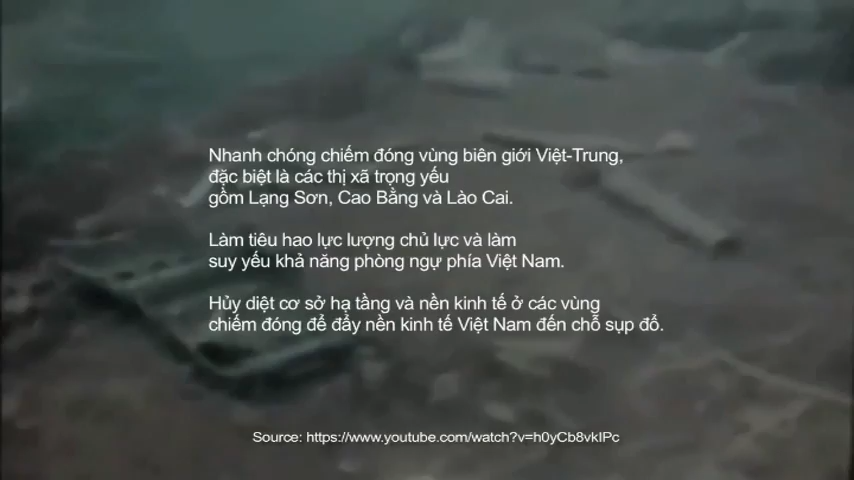 Nhanh chóng chiếm đóng vùng biên giới Việt-Trung,
đặc biệt là các thị xã trọng yếu
gồm Lạng Sơn, Cao Bằng và Lào Cai.
Làm tiêu hao lực lượng chủ lực và làm
suy yếu khả năng phòng ngự phía Việt Nam.
Hủy diệt cơ sở hạ tầng và nền kinh tế ở các vùng
chiếm đóng để đẩy nền kinh tế Việt Nam đến chỗ sụp đổ.
Source: https://www.youtube.com/watch?v=h0yCb8vkIPc